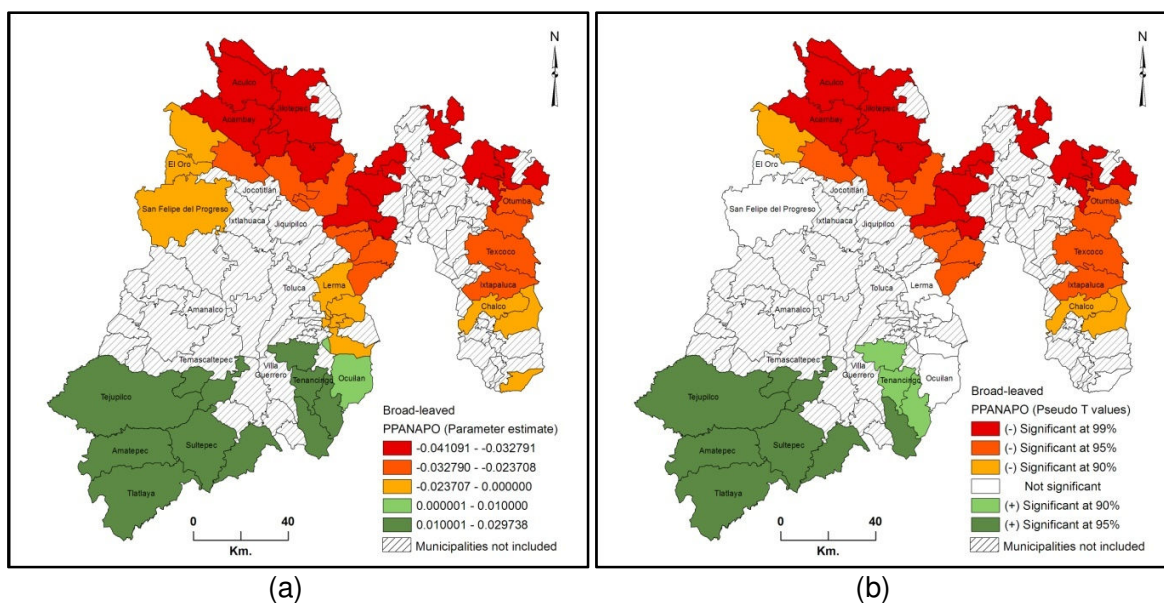 N
Aculco
Jilotepec
Acambay
El Oro
Jocotitlán
San Felipe del Progreso
Ixtlahuaca
Jiquipilco
Otumba
Texcoco
Ixtapaluca
Toluca
Lerma
Chalco
Amanalco
Temascaltepec
Villa
Guerrero
Ocuilan
Tenancingo
Tejupilco
Sultepec
Amatepec
Tlatlaya
0 40
Km.
Broad-leaved
PPANAPO (Parameter estimate)
-0.041091 - -0.032791
-0.032790 - -0.023708
-0.023707 - 0.000000
0.000001 - 0.010000
0.010001 - 0.029738
Municipalities not included
(a)
N
Aculco
Jilotepec
Acambay
El Oro
Jocotitlán
San Felipe del Progreso
Ixtlahuaca
Jiquipilco
Otumba
Texcoco
Ixtapaluca
Toluca
Lerma
Chalco
Amanalco
Temascaltepec
Villa
Guerrero
Ocuilan
Tenancingo
Tejupilco
Sultepec
Amatepec
Tlatlaya
0 40
Km.
Broad-leaved
PPANAPO (Pseudo T values)
(-) Significant at 99%
(-) Significant at 95%
(-) Significant at 90%
Not significant
(+) Significant at 90%
(+) Significant at 95%
Municipalities not included
(b)